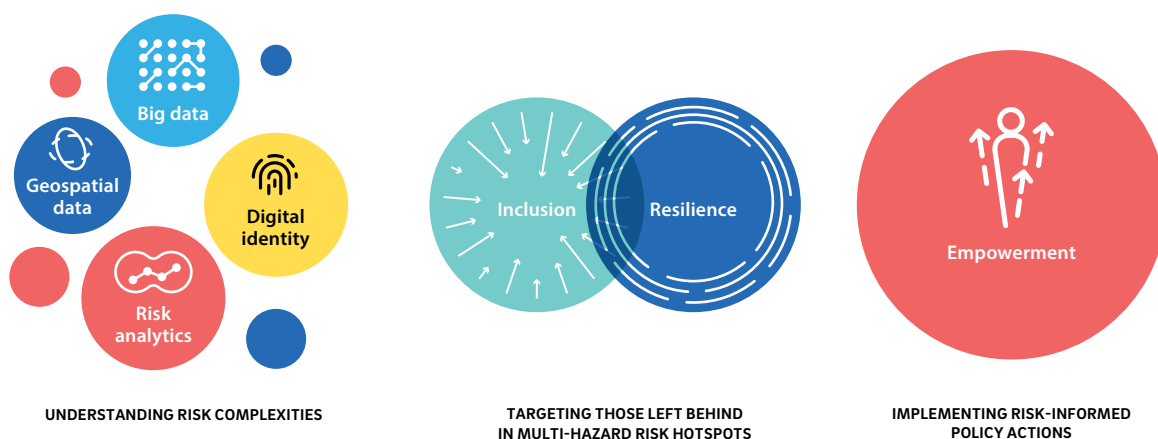 Big data
Geospatial
data
Digital
identity
Risk
analytics
UNDERSTANDING RISK COMPLEXITIES
Inclusion
Resilience
TARGETING THOSE LEFT BEHIND
IN MULTI-HAZARD RISK HOTSPOTS
Empowerment
IMPLEMENTING RISK-INFORMED
POLICY ACTIONS